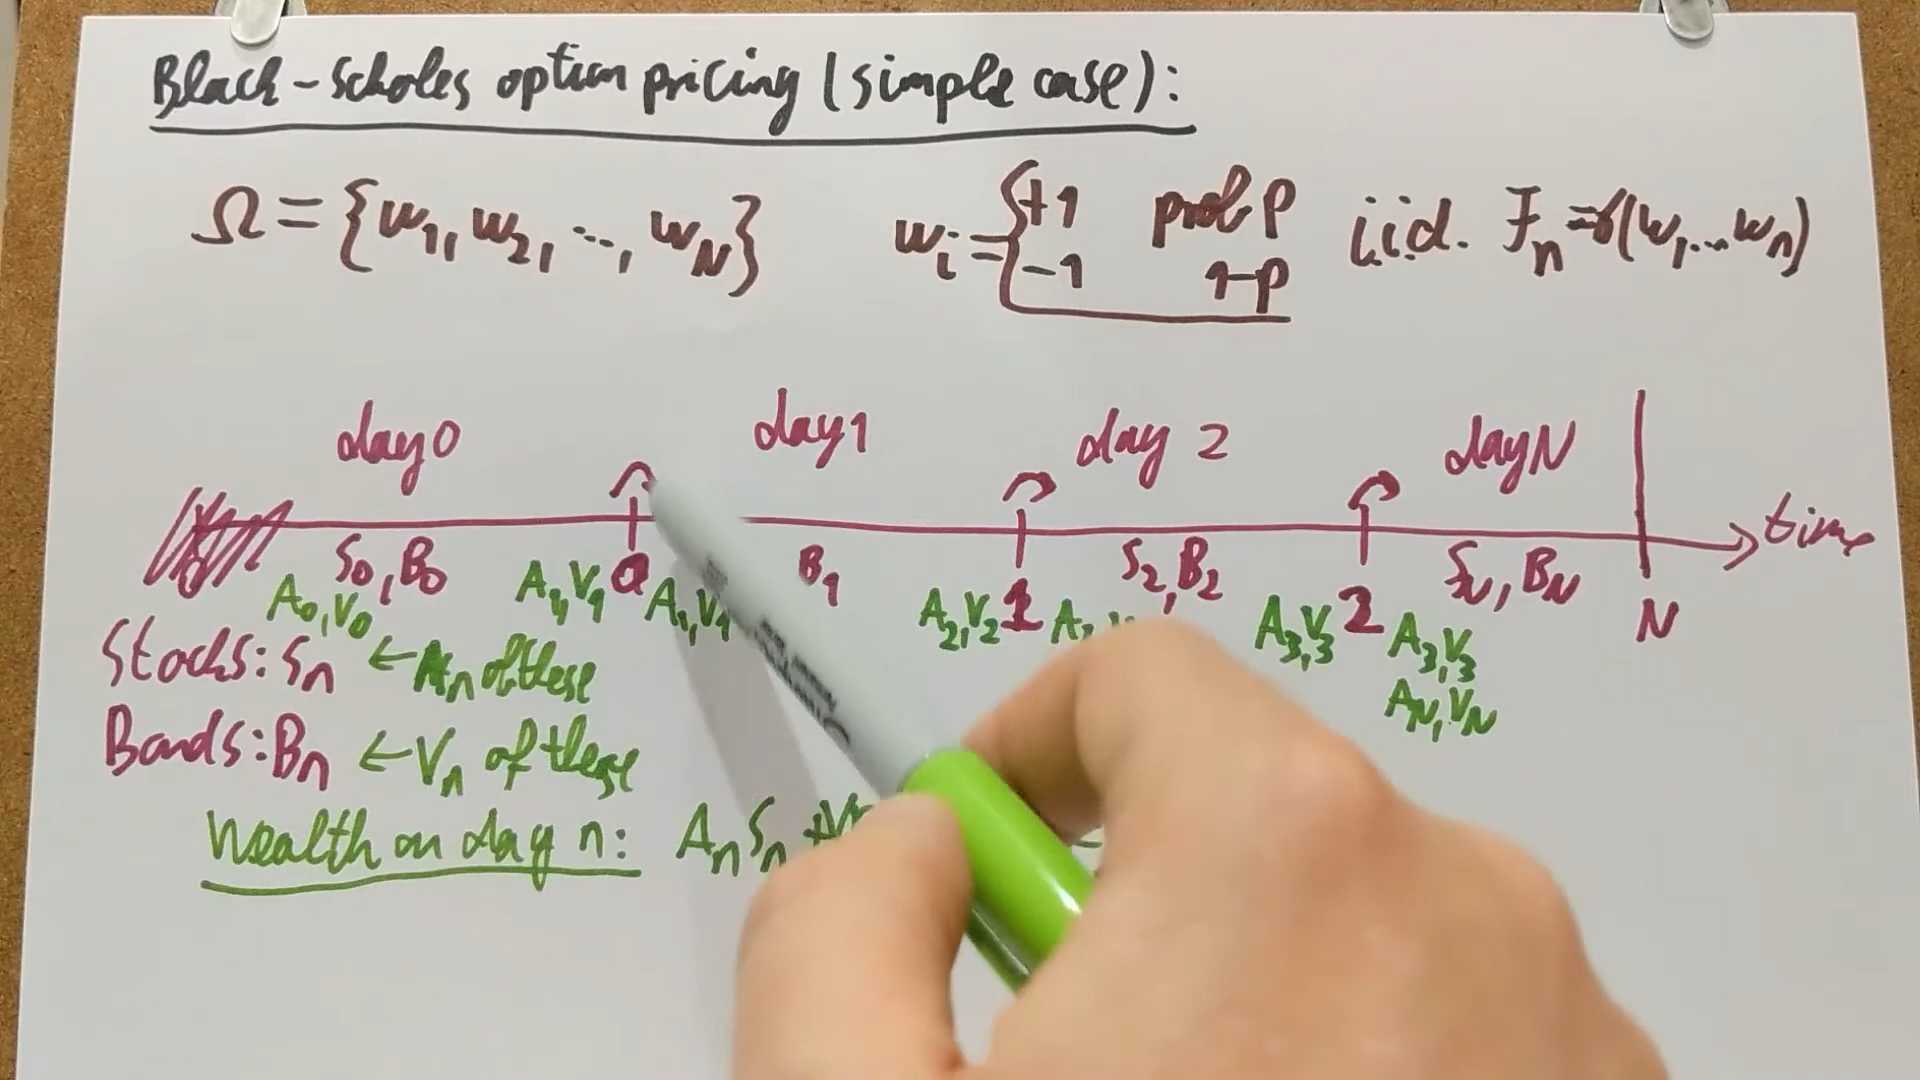 Black-Scholes option pricing (simple case):
Ω = {w1, w2, ..., wN} wi = { +1 prob p i.i.d. Fn = σ(w1...wn)
-1 1-p
day 0 day 1 day 2 day N
time
S0, B0 B1 S2, B2 SN, BN
A0, V0 A1, V1 0 A1, V1 A2, V2 1 A3, V3 2 A3, V3 N
Stocks: Sn ← An of these AN, VN
Bonds: Bn ← Vn of these
Wealth on day n: An Sn +